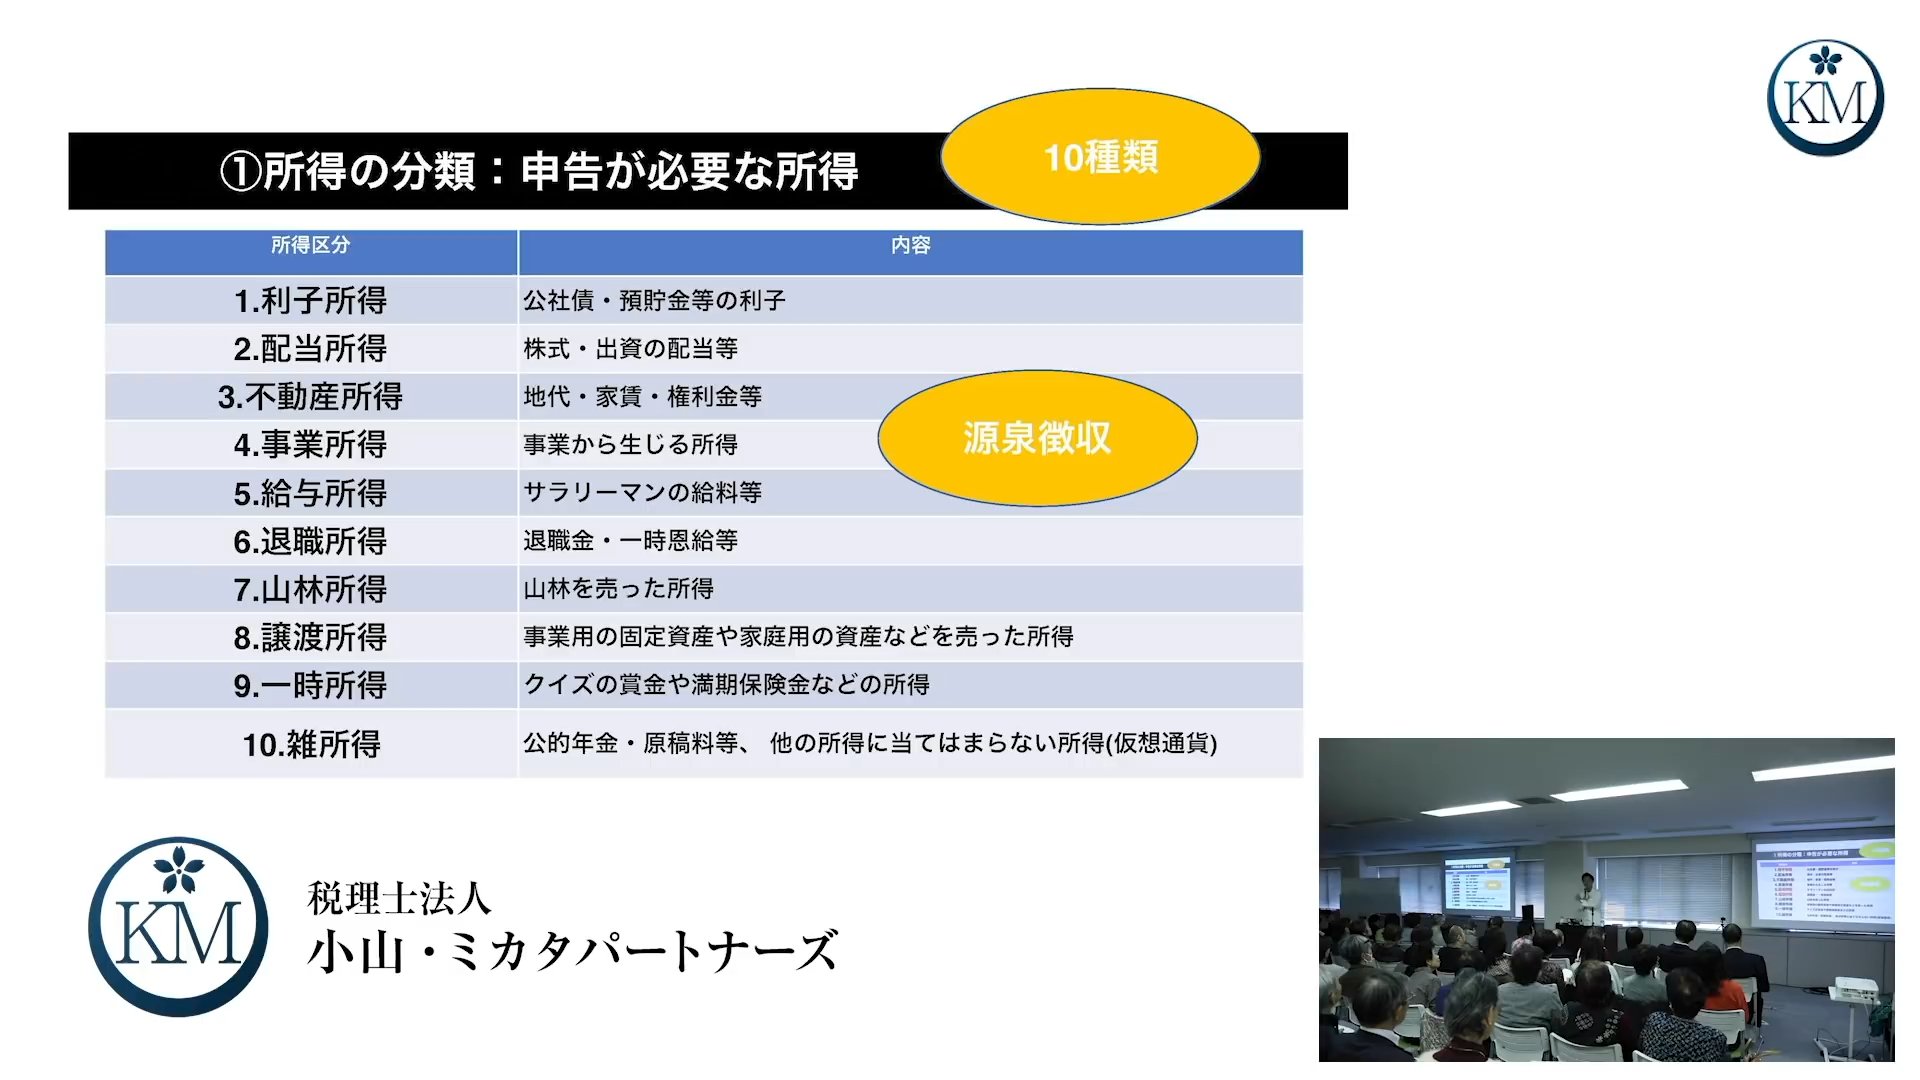 KM
①所得の分類：申告が必要な所得
10種類
所得区分 内容
1.利子所得 公社債・預貯金等の利子
2.配当所得 株式・出資の配当等
3.不動産所得 地代・家賃・権利金等
4.事業所得 事業から生じる所得
源泉徴収
5.給与所得 サラリーマンの給料等
6.退職所得 退職金・一時恩給等
7.山林所得 山林を売った所得
8.譲渡所得 事業用の固定資産や家庭用の資産などを売った所得
9.一時所得 クイズの賞金や満期保険金などの所得
10.雑所得 公的年金・原稿料等、 他の所得に当てはまらない所得(仮想通貨)
KM
税理士法人
小山・ミカタパートナーズ